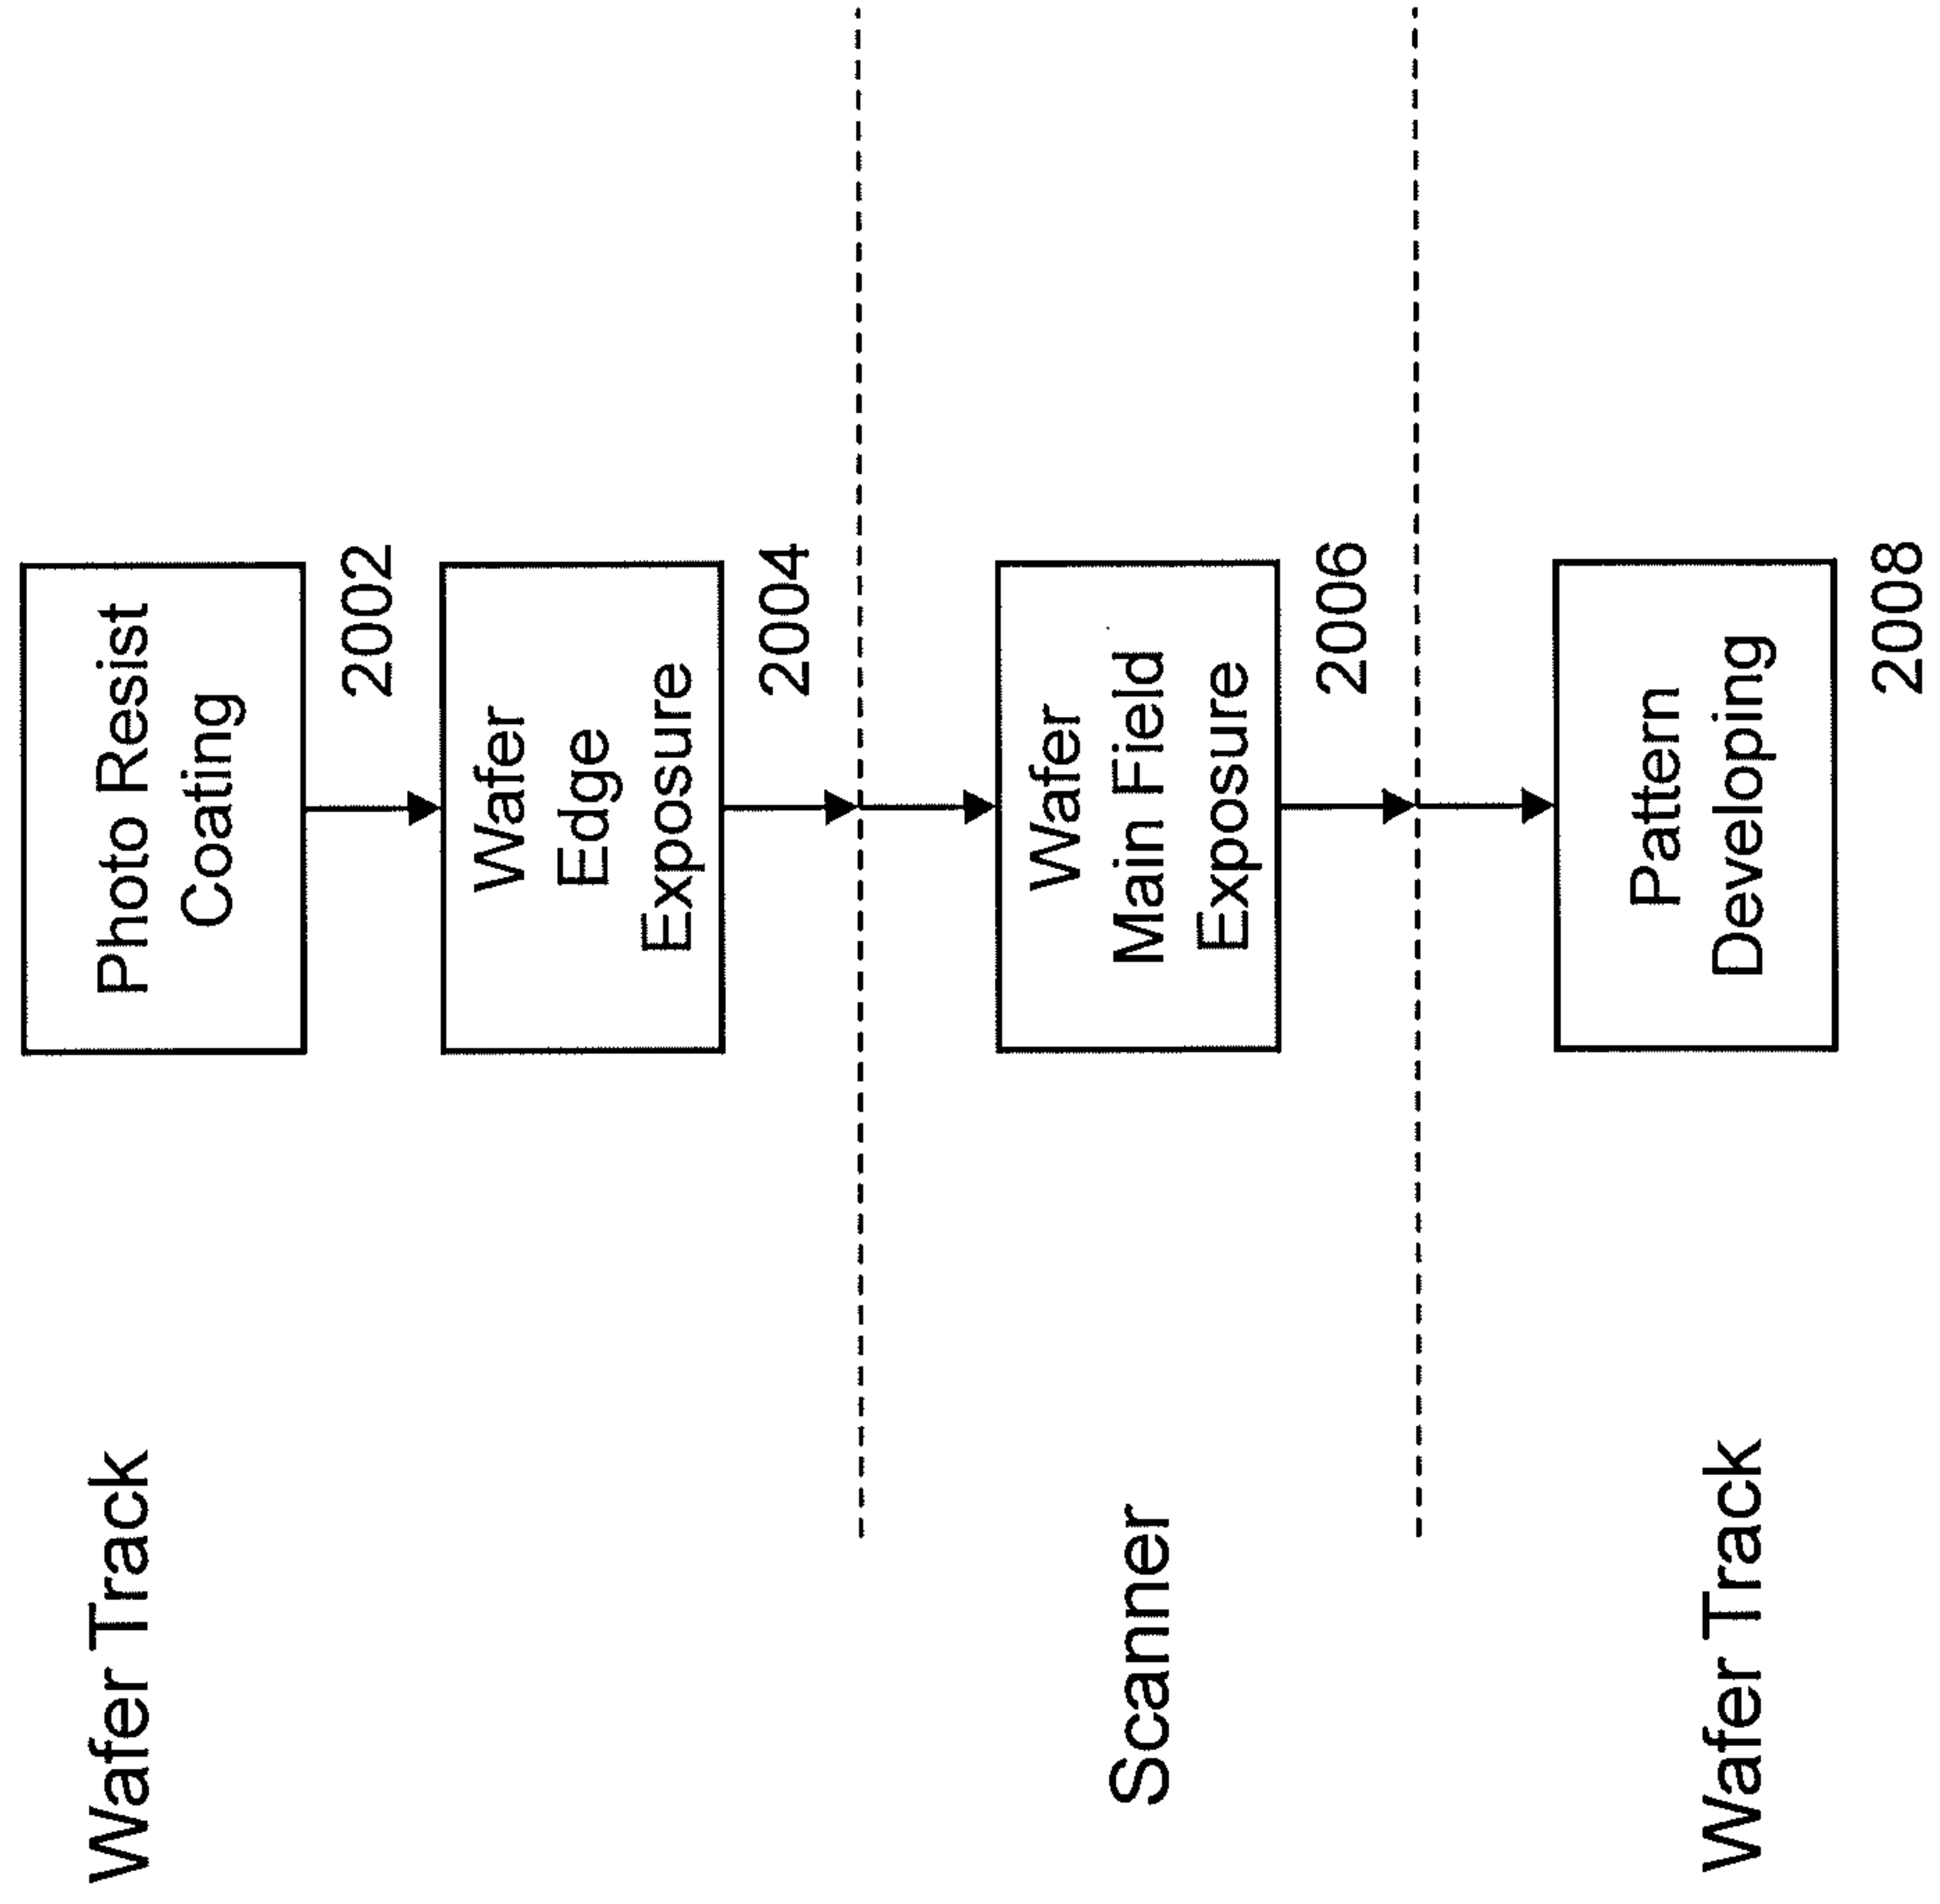 Wafer Track
Photo Resist
Coating
2002
Wafer
Edge
Exposure
2004
Scanner
Wafer
Main Field
Exposure
2006
Wafer Track
Pattern
Developing
2008